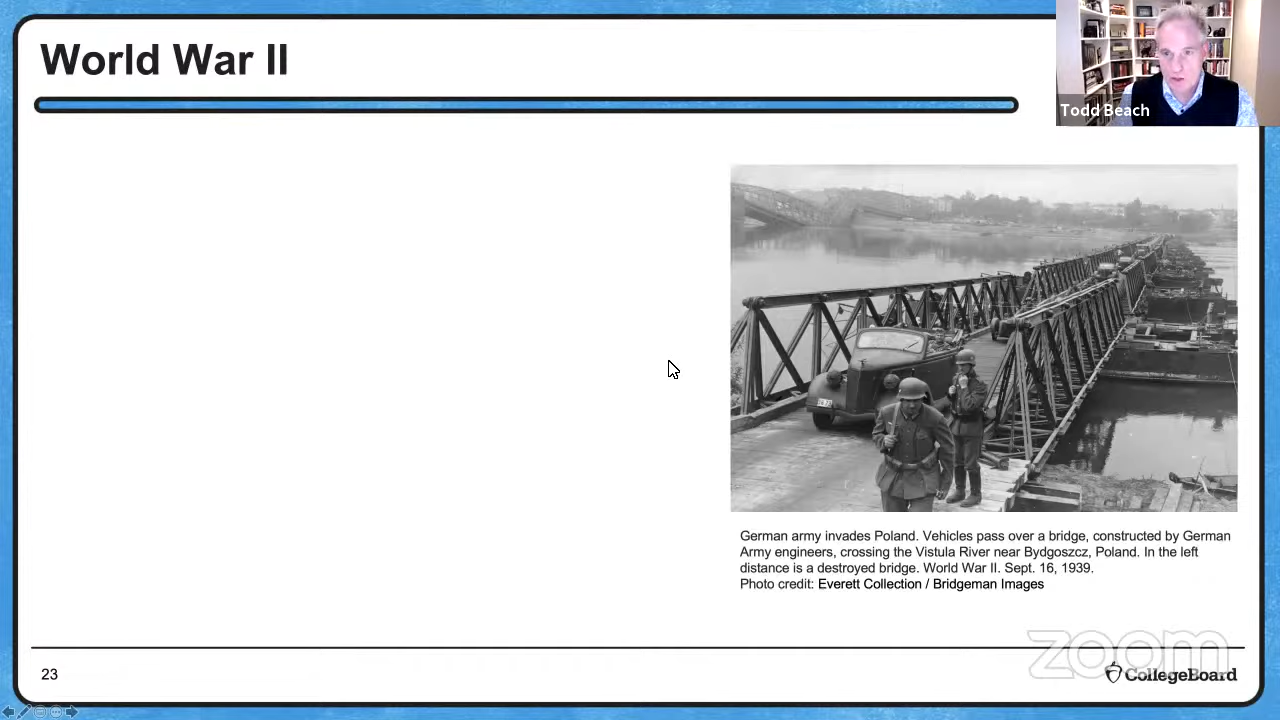 World War II
Todd Beach
German army invades Poland. Vehicles pass over a bridge, constructed by German
Army engineers, crossing the Vistula River near Bydgoszcz, Poland. In the left
distance is a destroyed bridge. World War II. Sept. 16, 1939.
Photo credit: Everett Collection / Bridgeman Images
zoom
23
CollegeBoard